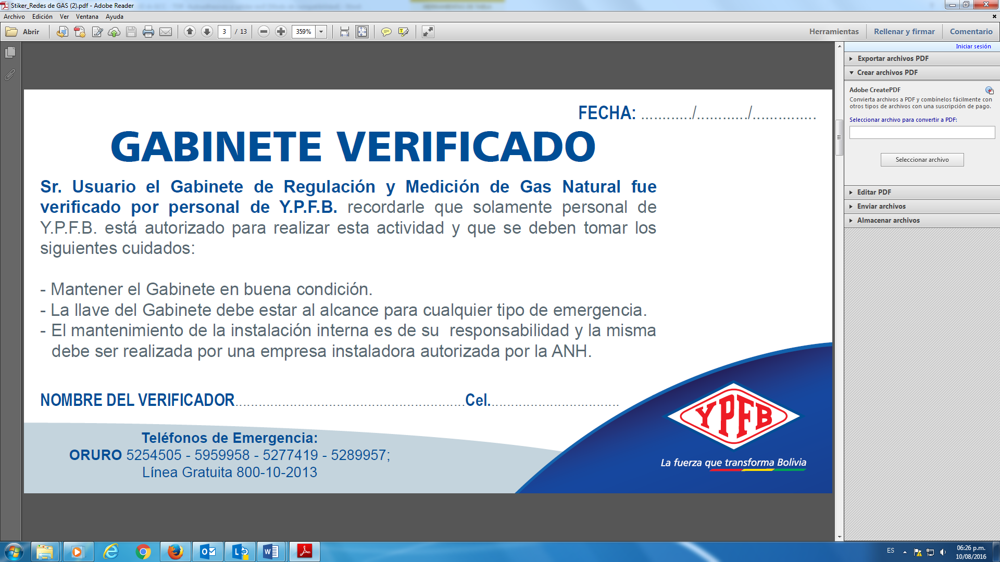 Stiker_Redes de GAS (2).pdf - Adobe Reader
Archivo Edición Ver Ventana Ayuda
Abrir 3 / 13 359% Herramientas Rellenar y firmar Comentario
Iniciar sesión
Exportar archivos PDF
Crear archivos PDF
Adobe CreatePDF
Convierta archivos a PDF y combínelos fácilmente con
otros tipos de archivos con una suscripción de pago.
Seleccionar archivo para convertir a PDF:
Seleccionar archivo
Editar PDF
Enviar archivos
Almacenar archivos
FECHA: ............/............/...............
GABINETE VERIFICADO
Sr. Usuario el Gabinete de Regulación y Medición de Gas Natural fue
verificado por personal de Y.P.F.B. recordarle que solamente personal de
Y.P.F.B. está autorizado para realizar esta actividad y que se deben tomar los
siguientes cuidados:
- Mantener el Gabinete en buena condición.
- La llave del Gabinete debe estar al alcance para cualquier tipo de emergencia.
- El mantenimiento de la instalación interna es de su responsabilidad y la misma
debe ser realizada por una empresa instaladora autorizada por la ANH.
NOMBRE DEL VERIFICADOR....................................................Cel.................................
Teléfonos de Emergencia:
ORURO 5254505 - 5959958 - 5277419 - 5289957;
Línea Gratuita 800-10-2013
YPFB
La fuerza que transforma Bolivia
ES
06:26 p.m.
10/08/2016